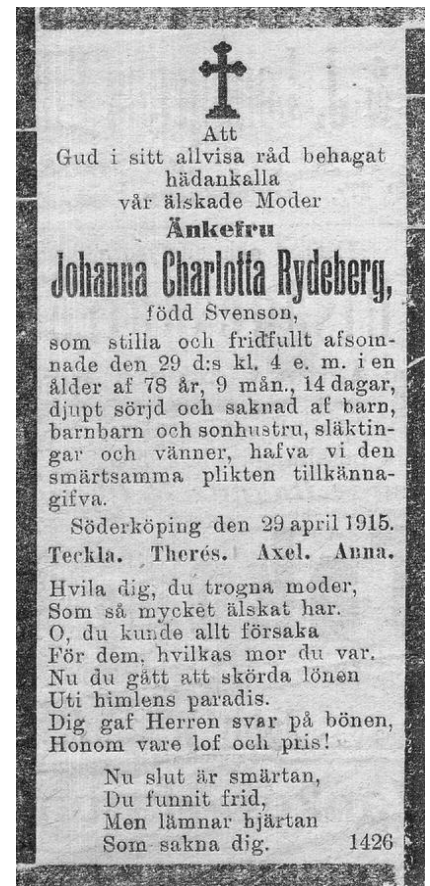 Att
Gud i sitt allvisa råd behagat
hädankalla
vår älskade Moder
Änkefru
Johanna Charlotta Rydeberg,
född Svenson,
som stilla och fridfullt afsom-
nade den 29 d:s kl. 4 e. m. i en
ålder af 78 år, 9 mån., 14 dagar,
djupt sörjd och saknad af barn,
barnbarn och sonhustru, släktin-
gar och vänner, hafva vi den
smärtsamma plikten tillkänna-
gifva.
Söderköping den 29 april 1915.
Teckla. Therés. Axel. Anna.
Hvila dig, du trogna moder,
Som så mycket älskat har.
O, du kunde allt försaka
För dem, hvilkas mor du var.
Nu du gått att skörda lönen
Uti himlens paradis.
Dig gaf Herren svar på bönen,
Honom vare lof och pris!
Nu slut är smärtan,
Du funnit frid,
Men lämnar hjärtan
Som sakna dig. 1426